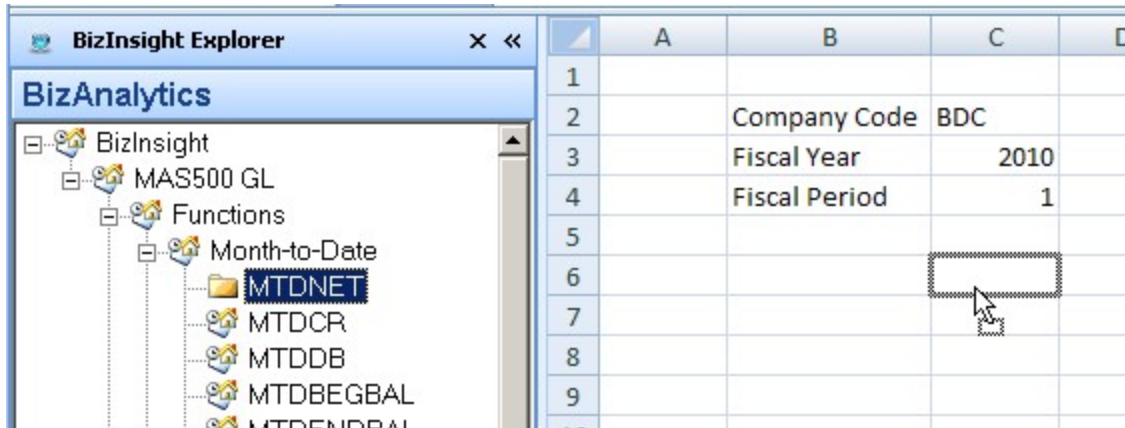 BizInsight Explorer
BizAnalytics
BizInsight
MAS500 GL
Functions
Month-to-Date
MTDNET
MTDCR
MTDDB
MTDBEGBAL
MTDENDBAL
A B C D
1
2 Company Code BDC
3 Fiscal Year 2010
4 Fiscal Period 1
5
6
7
8
9